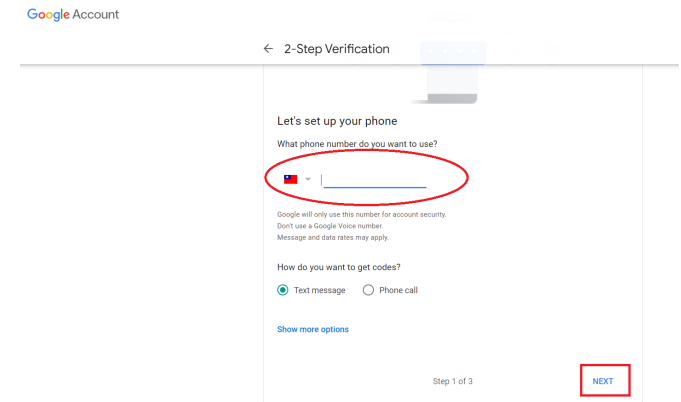 Google Account
2-Step Verification
Let's set up your phone
What phone number do you want to use?
Google will only use this number for account security.
Don't use a Google Voice number.
Message and data rates may apply.
How do you want to get codes?
Text message Phone call
Show more options
Step 1 of 3 NEXT